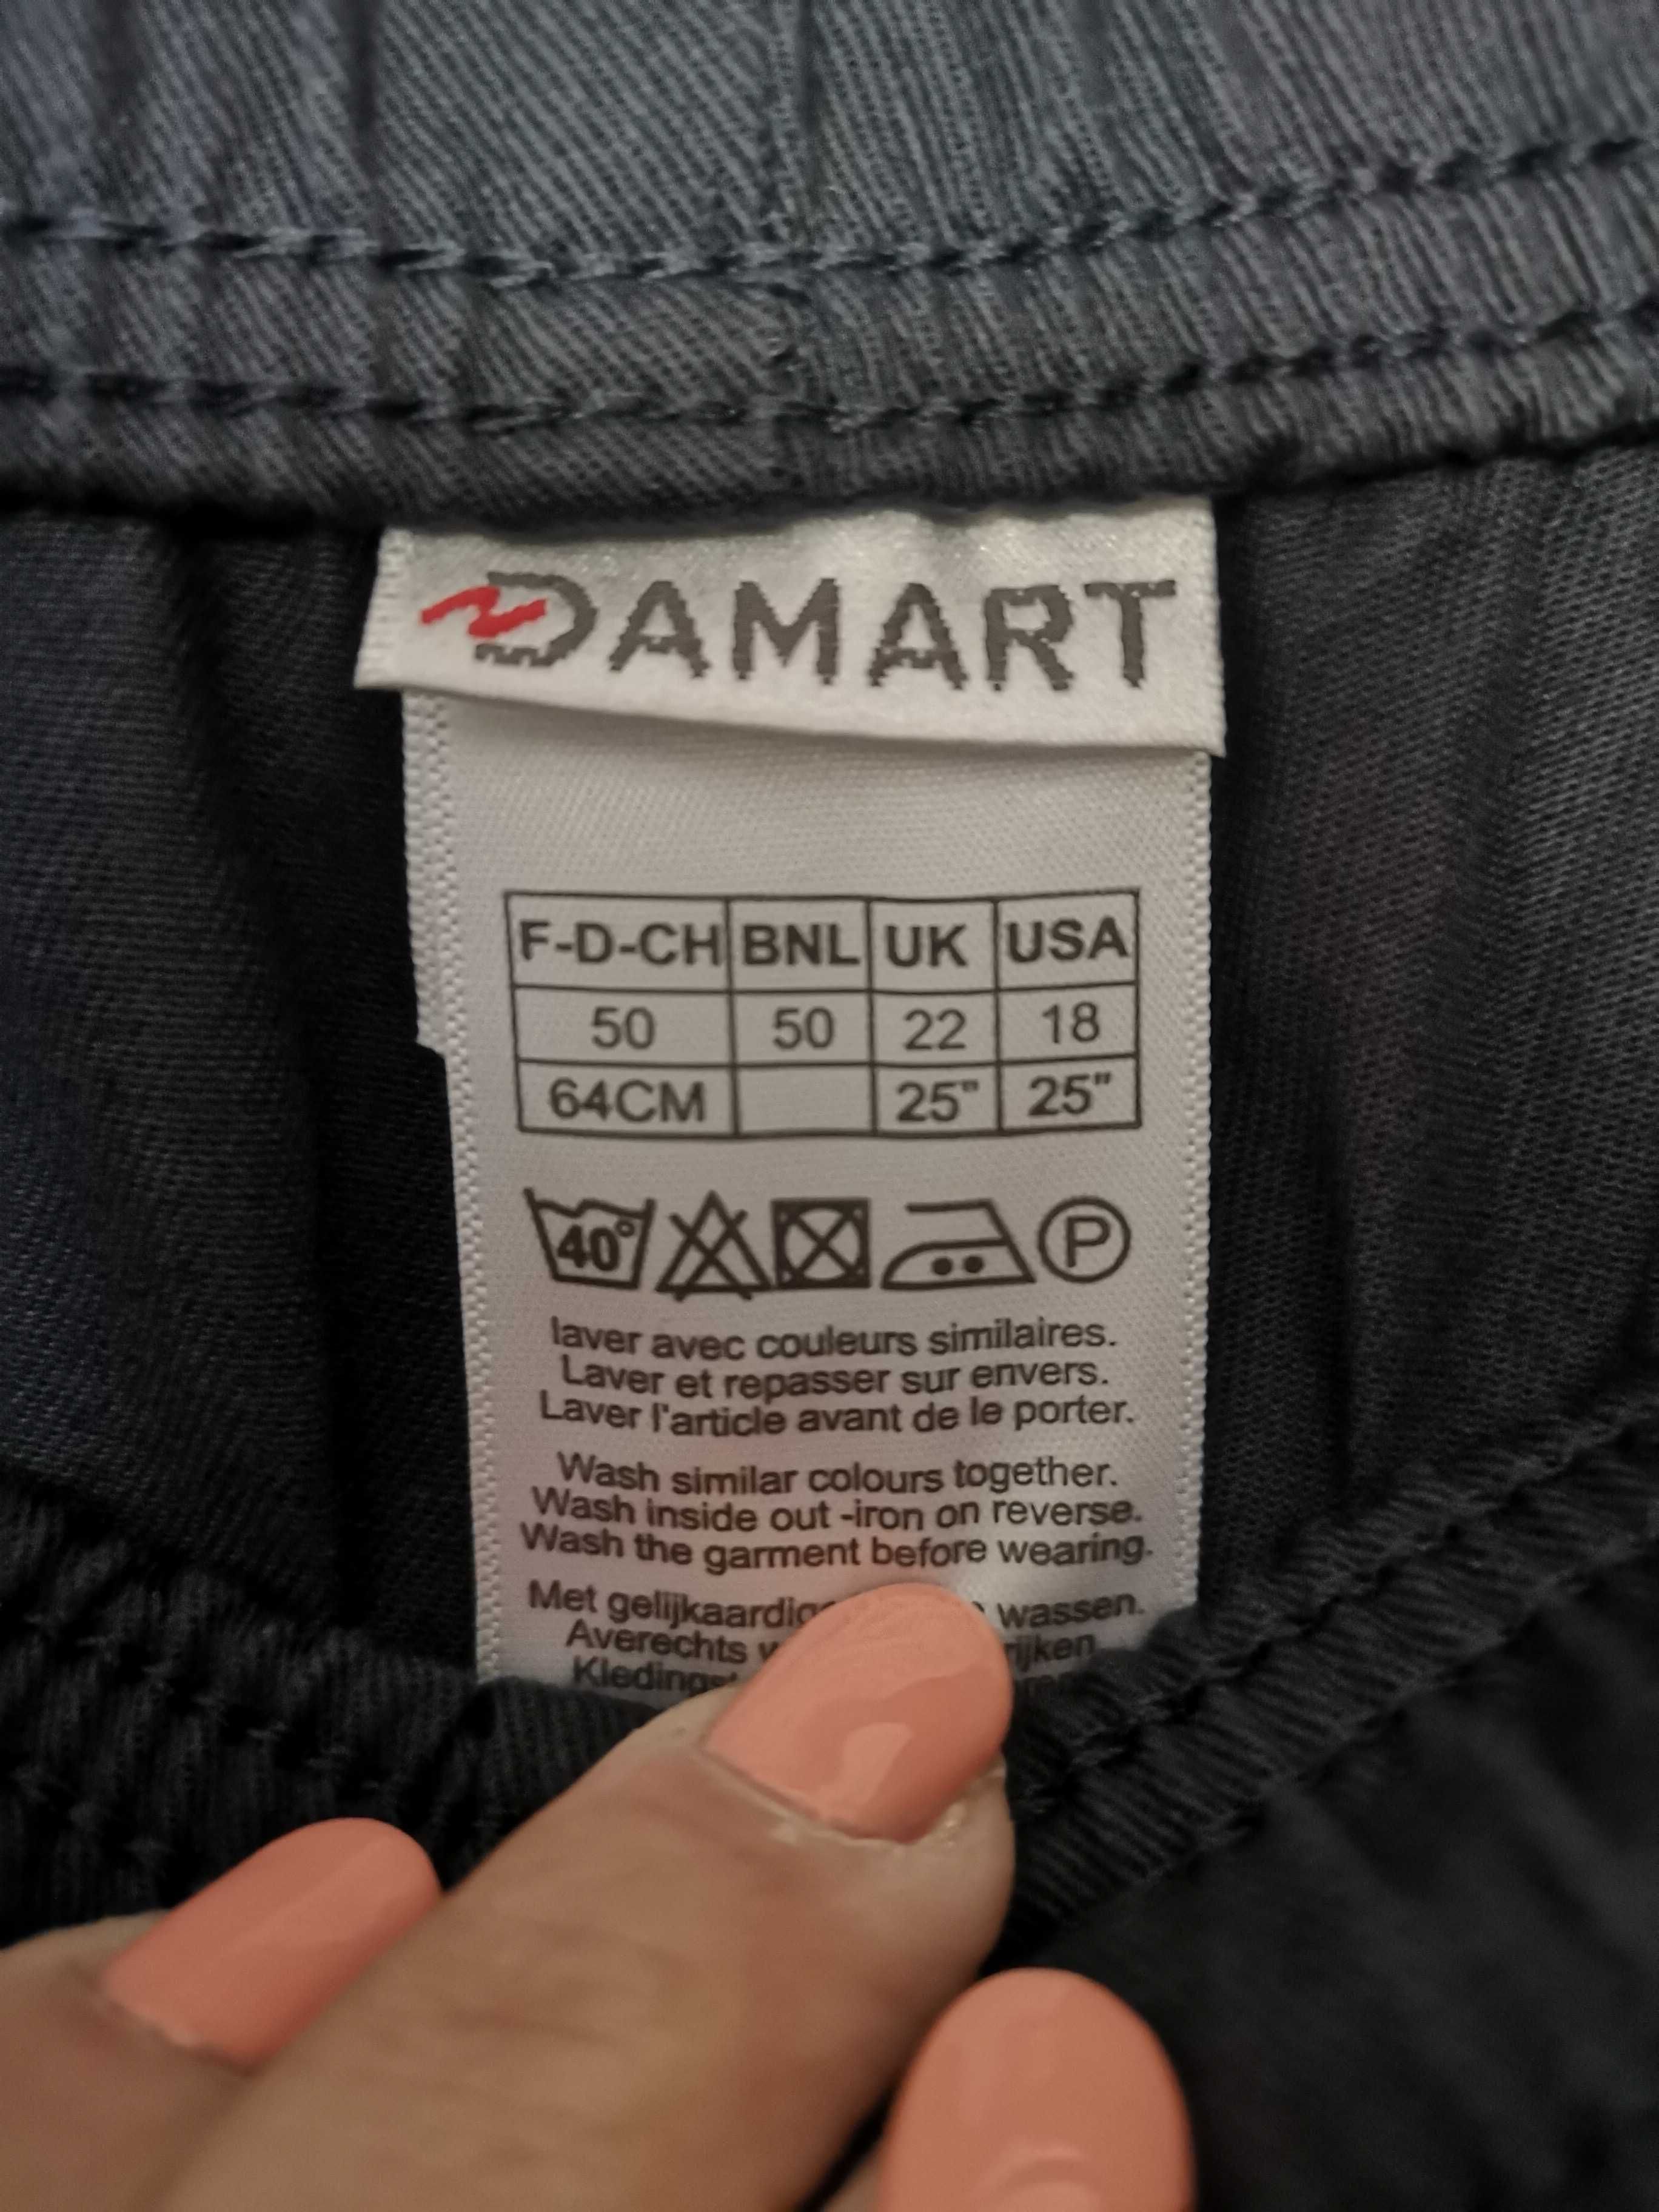 DAMART
F-D-CH BNL UK USA
50 50 22 18
64CM 25" 25"
40° P
laver avec couleurs similaires.
Laver et repasser sur envers.
Laver l'article avant de le porter.
Wash similar colours together.
Wash inside out -iron on reverse.
Wash the garment before wearing.
Met wassen.
Averechts